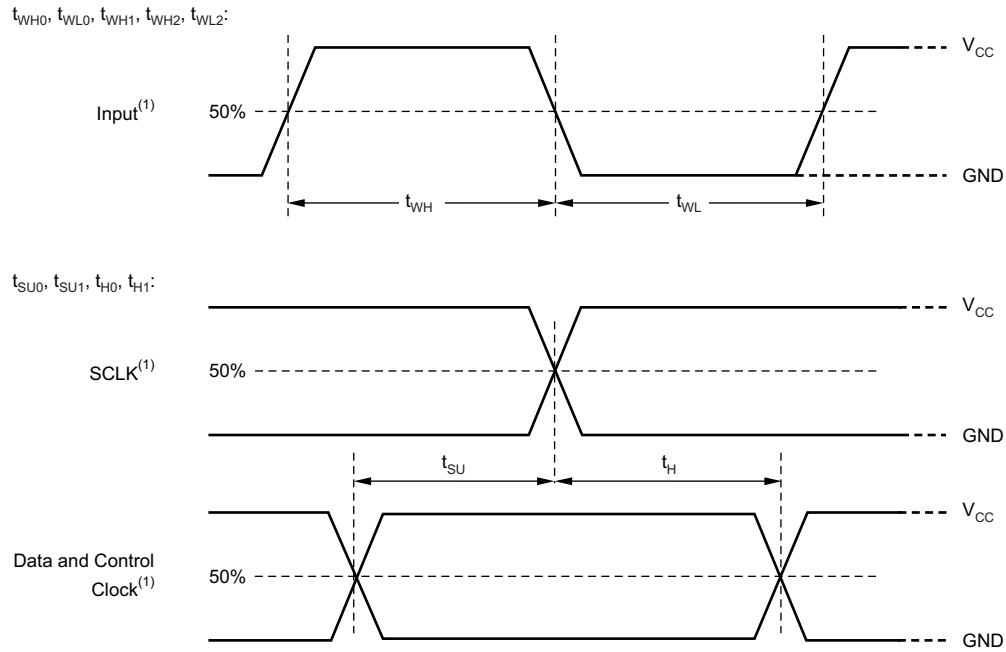 tWH0, tWL0, tWH1, tWH2, tWL2:
VCC
Input(1)
50%
GND
tWH
tWL
tSU0, tSU1, tH0, tH1:
VCC
SCLK(1)
50%
GND
tSU
tH
VCC
Data and Control
Clock(1)
50%
GND